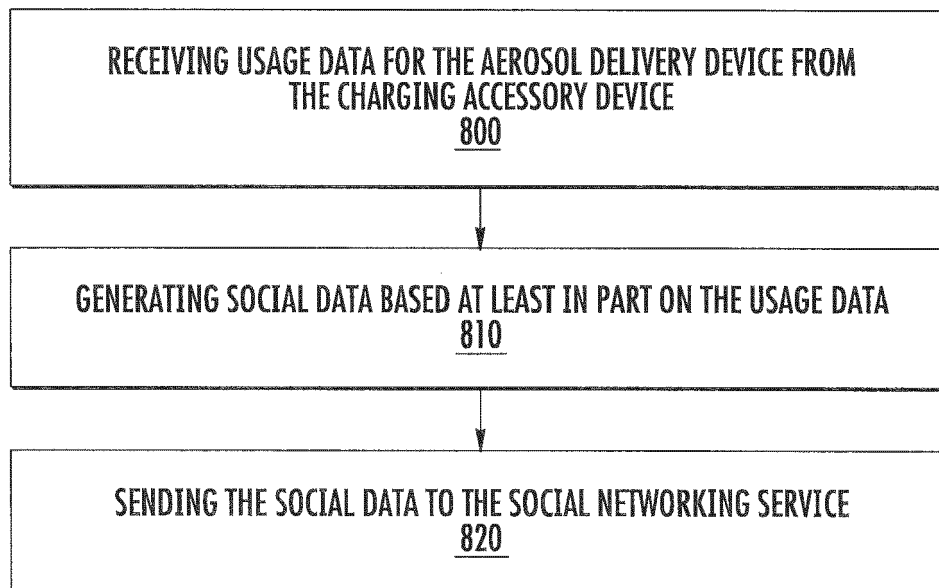 RECEIVING USAGE DATA FOR THE AEROSOL DELIVERY DEVICE FROM
THE CHARGING ACCESSORY DEVICE
800
GENERATING SOCIAL DATA BASED AT LEAST IN PART ON THE USAGE DATA
810
SENDING THE SOCIAL DATA TO THE SOCIAL NETWORKING SERVICE
820